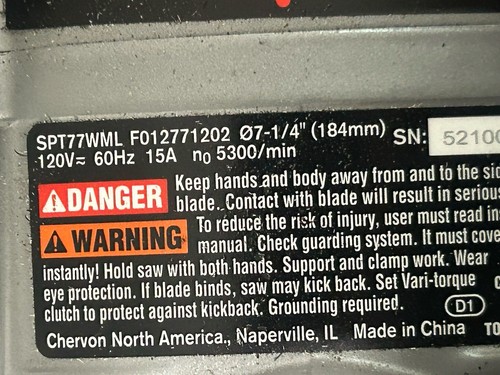 SPT77WML F012771202 Ø7-1/4" (184mm) SN: 52100
120V≂ 60Hz 15A n₀ 5300/min
DANGER Keep hands and body away from and to the sid
blade. Contact with blade will result in seriou
WARNING To reduce the risk of injury, user must read in
manual. Check guarding system. It must cove
instantly! Hold saw with both hands. Support and clamp work. Wear
eye protection. If blade binds, saw may kick back. Set Vari-torque
clutch to protect against kickback. Grounding required. D1
Chervon North America., Naperville, IL Made in China TO